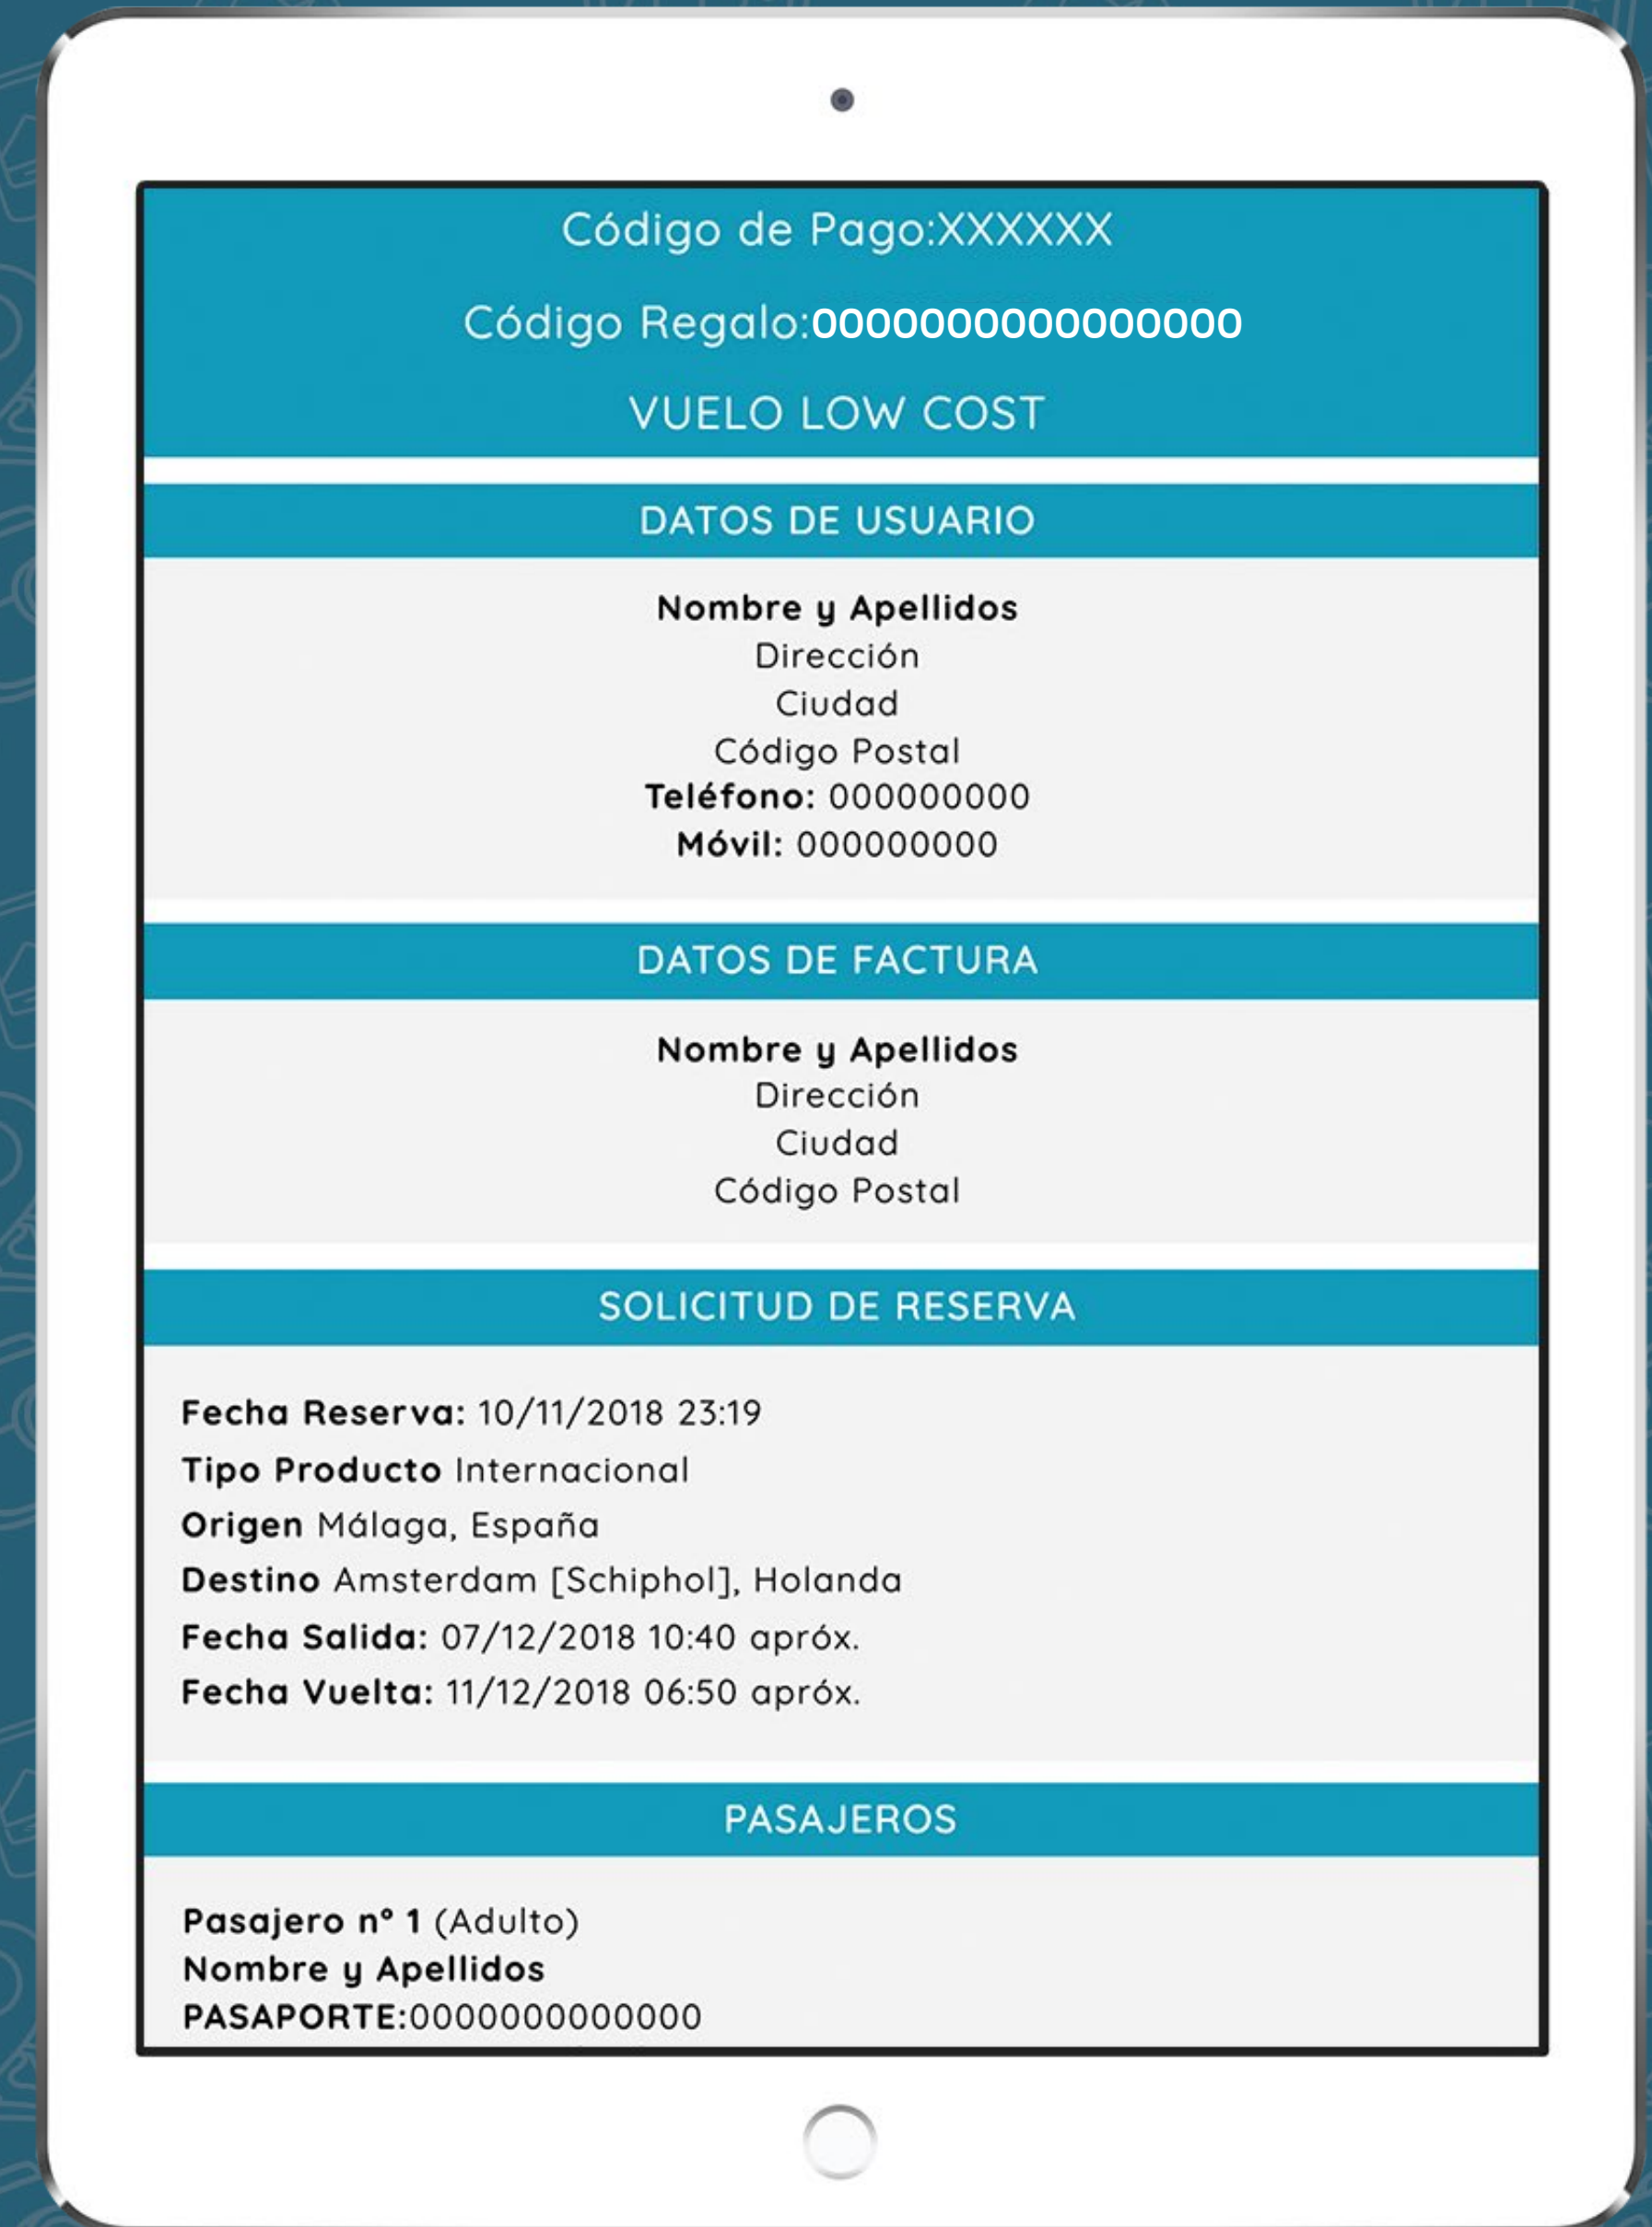 Código de Pago:XXXXXX
Código Regalo:0000000000000000
VUELO LOW COST
DATOS DE USUARIO
Nombre y Apellidos
Dirección
Ciudad
Código Postal
Teléfono: 000000000
Móvil: 000000000
DATOS DE FACTURA
Nombre y Apellidos
Dirección
Ciudad
Código Postal
SOLICITUD DE RESERVA
Fecha Reserva: 10/11/2018 23:19
Tipo Producto Internacional
Origen Málaga, España
Destino Amsterdam [Schiphol], Holanda
Fecha Salida: 07/12/2018 10:40 apróx.
Fecha Vuelta: 11/12/2018 06:50 apróx.
PASAJEROS
Pasajero nº 1 (Adulto)
Nombre y Apellidos
PASAPORTE:0000000000000